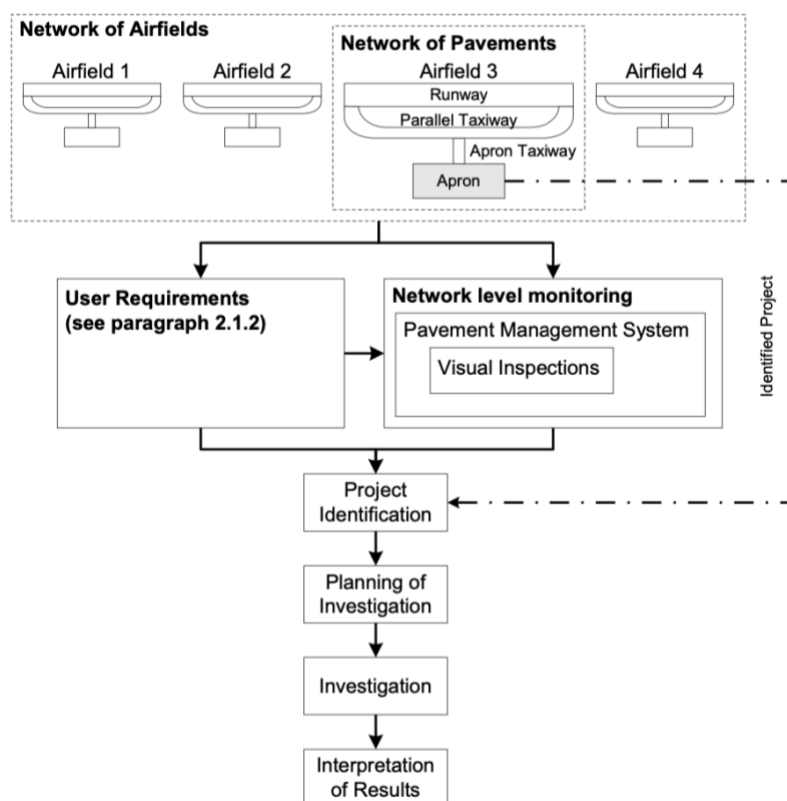 Network of Airfields
Network of Pavements
Airfield 1
Airfield 2
Airfield 3
Airfield 4
Runway
Parallel Taxiway
Apron Taxiway
Apron
User Requirements
(see paragraph 2.1.2)
Network level monitoring
Pavement Management System
Visual Inspections
Identified Project
Project
Identification
Planning of
Investigation
Investigation
Interpretation
of Results